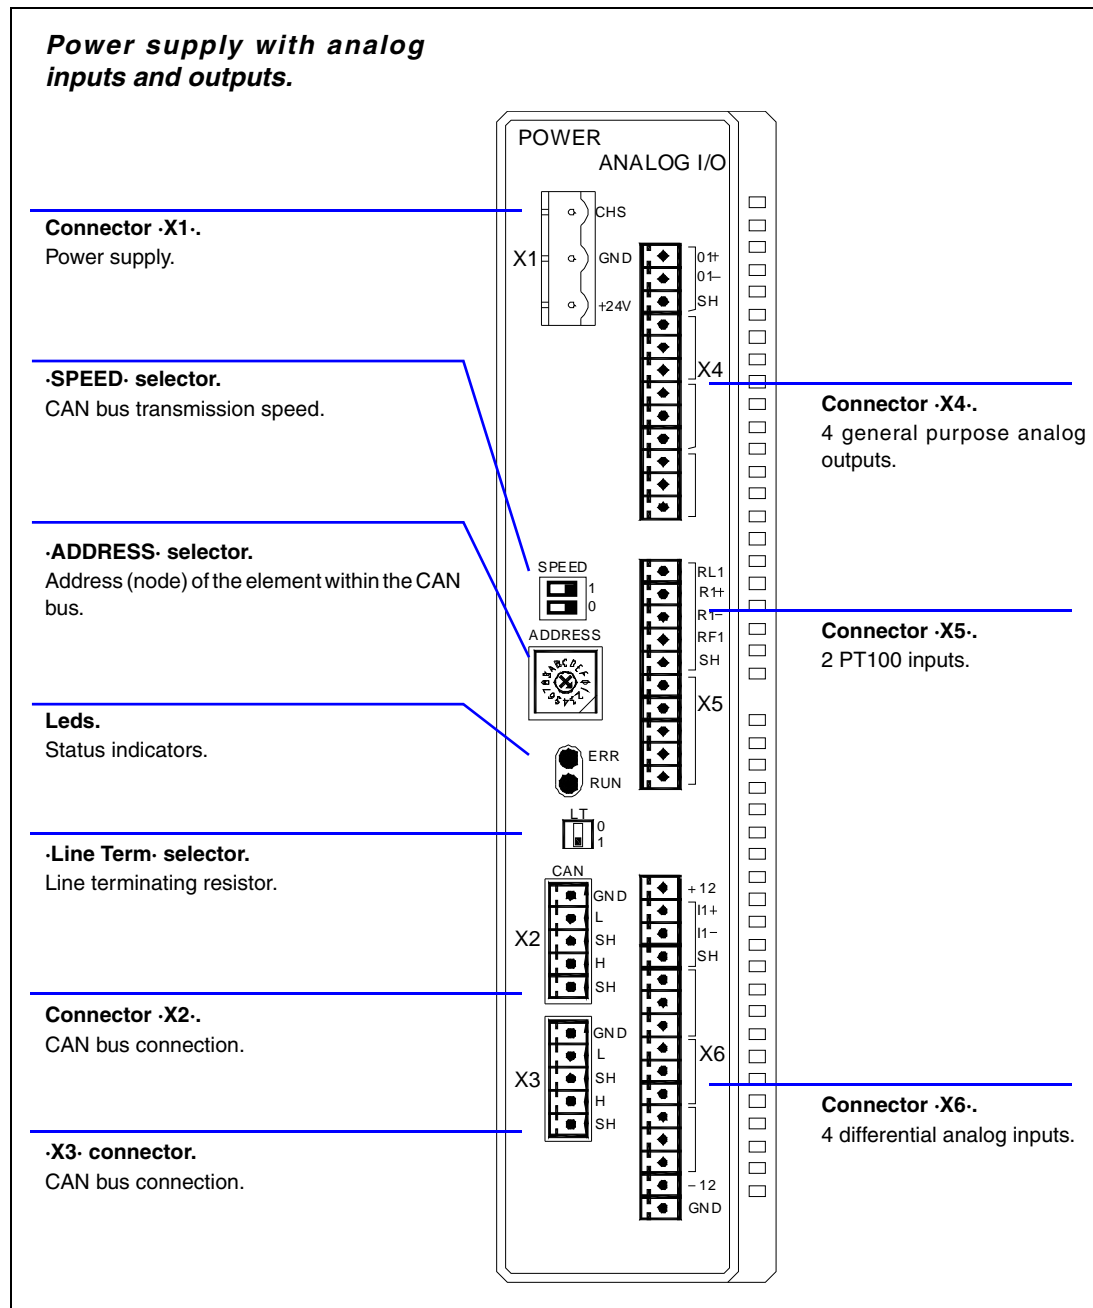 Power supply with analog
inputs and outputs.
POWER
ANALOG I/O
Connector ·X1·.
Power supply.
X1
CHS
GND
+24V
01+
01–
SH
X4
·SPEED· selector.
CAN bus transmission speed.
Connector ·X4·.
4 general purpose analog
outputs.
·ADDRESS· selector.
Address (node) of the element within the CAN
bus.
SPEED
1
0
ADDRESS
RL1
R1+
R1–
RF1
SH
X5
Connector ·X5·.
2 PT100 inputs.
Leds.
Status indicators.
ERR
RUN
LT
0
1
·Line Term· selector.
Line terminating resistor.
CAN
X2
GND
L
SH
H
SH
+12
I1+
I1–
SH
Connector ·X2·.
CAN bus connection.
X3
GND
L
SH
H
SH
X6
Connector ·X6·.
4 differential analog inputs.
·X3· connector.
CAN bus connection.
–12
GND